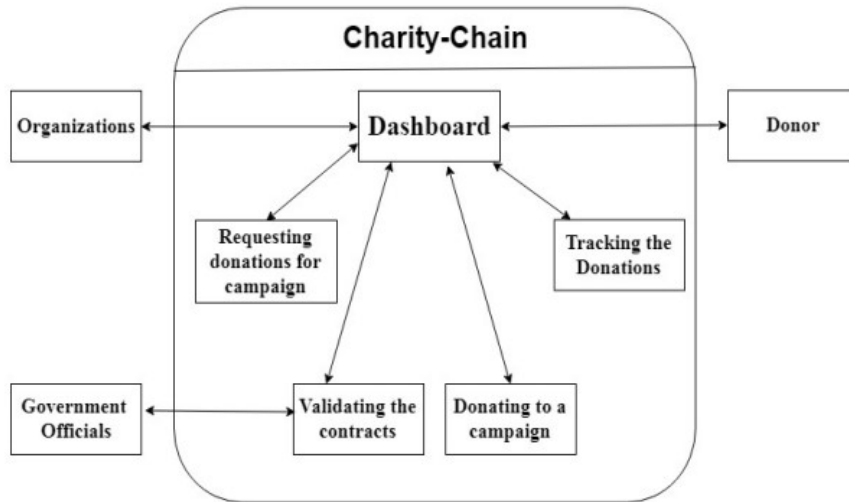 Charity-Chain
Organizations
Dashboard
Donor
Requesting
donations for
campaign
Tracking the
Donations
Government
Officials
Validating the
contracts
Donating to a
campaign